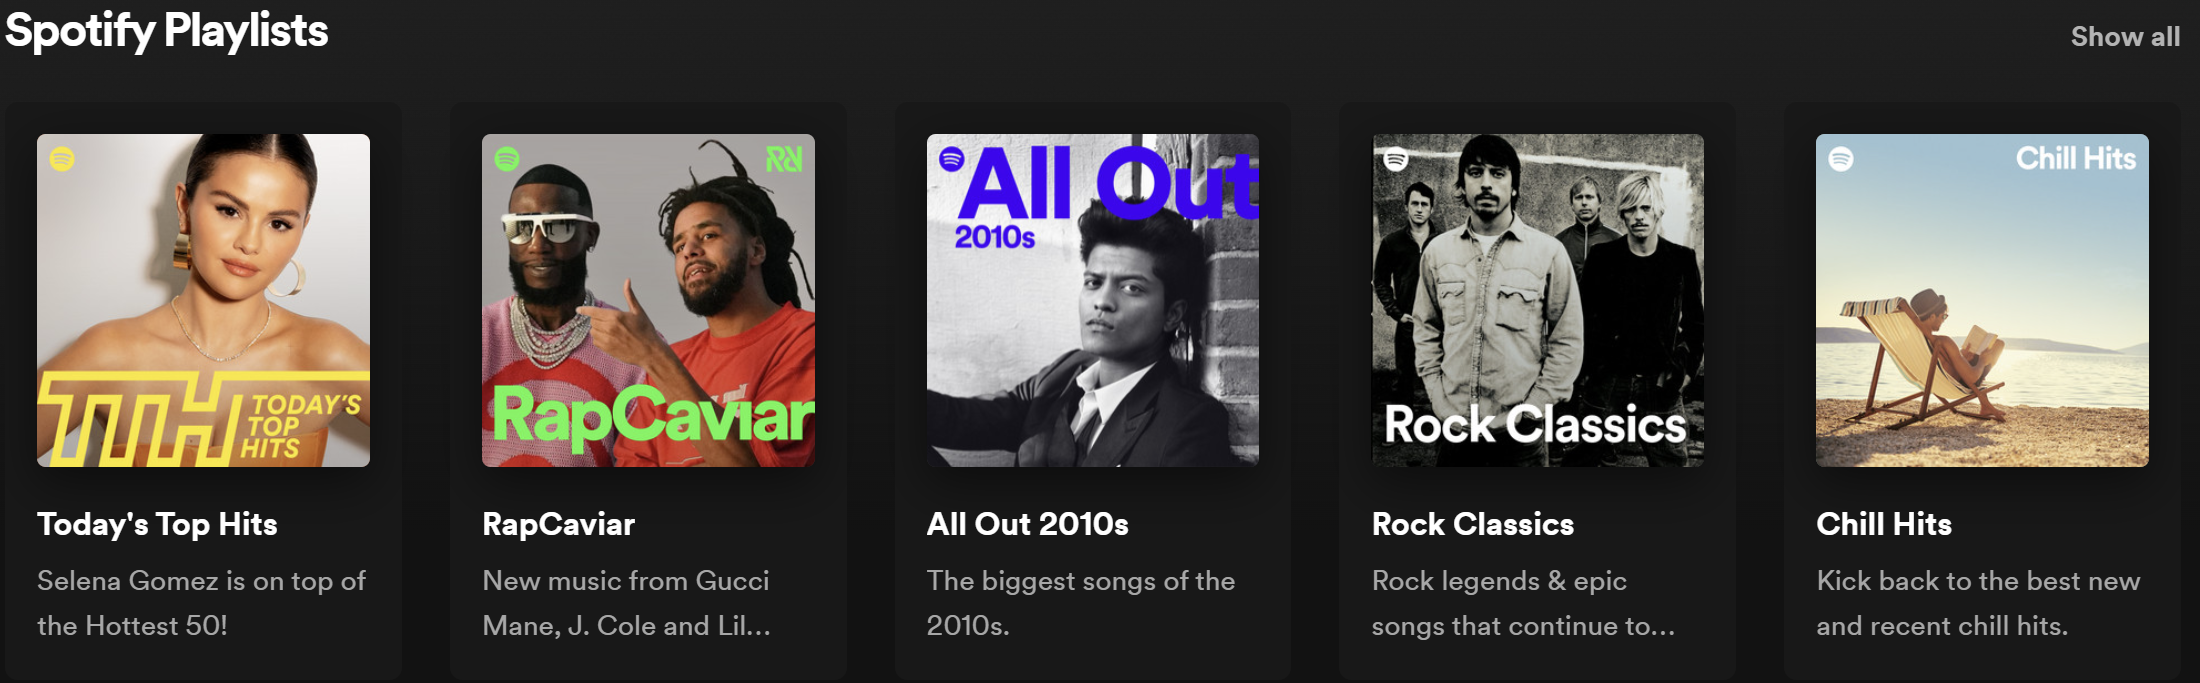 Spotify Playlists
Show all
TTH TODAY'S
TOP
HITS
RapCaviar
All Out
2010s
Rock Classics
Chill Hits
Today's Top Hits
Selena Gomez is on top of
the Hottest 50!
RapCaviar
New music from Gucci
Mane, J. Cole and Lil...
All Out 2010s
The biggest songs of the
2010s.
Rock Classics
Rock legends & epic
songs that continue to...
Chill Hits
Kick back to the best new
and recent chill hits.